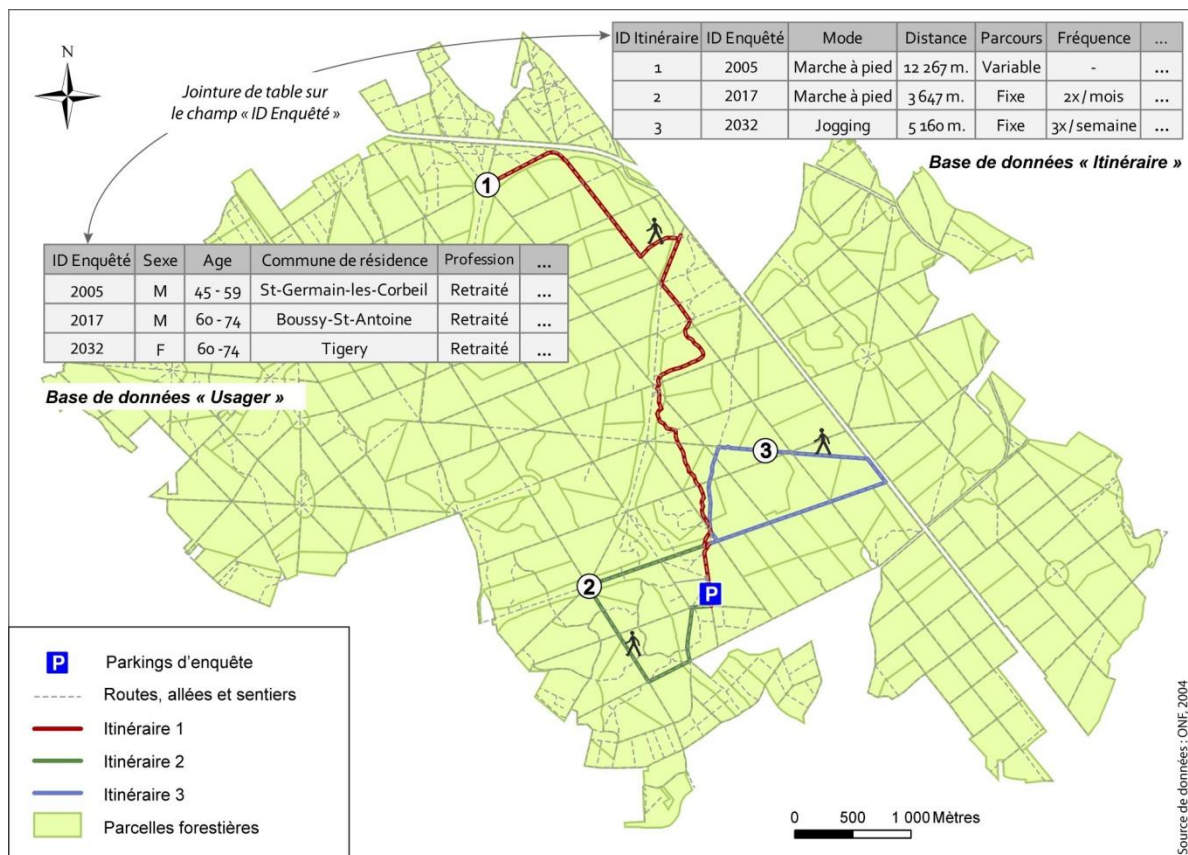 N
Jointure de table sur
le champ « ID Enquêté »
ID Itinéraire ID Enquêté Mode Distance Parcours Fréquence ...
1 2005 Marche à pied 12 267 m. Variable - ...
2 2017 Marche à pied 3 647 m. Fixe 2x/mois ...
3 2032 Jogging 5 160 m. Fixe 3x/semaine ...
Base de données « Itinéraire »
1
ID Enquêté Sexe Age Commune de résidence Profession ...
2005 M 45 - 59 St-Germain-les-Corbeil Retraité ...
2017 M 60 - 74 Boussy-St-Antoine Retraité ...
2032 F 60 -74 Tigery Retraité ...
Base de données « Usager »
3
2
P
P Parkings d'enquête
Routes, allées et sentiers
Itinéraire 1
Itinéraire 2
Itinéraire 3
Parcelles forestières
0 500 1 000 Mètres
Source de données : ONF, 2004